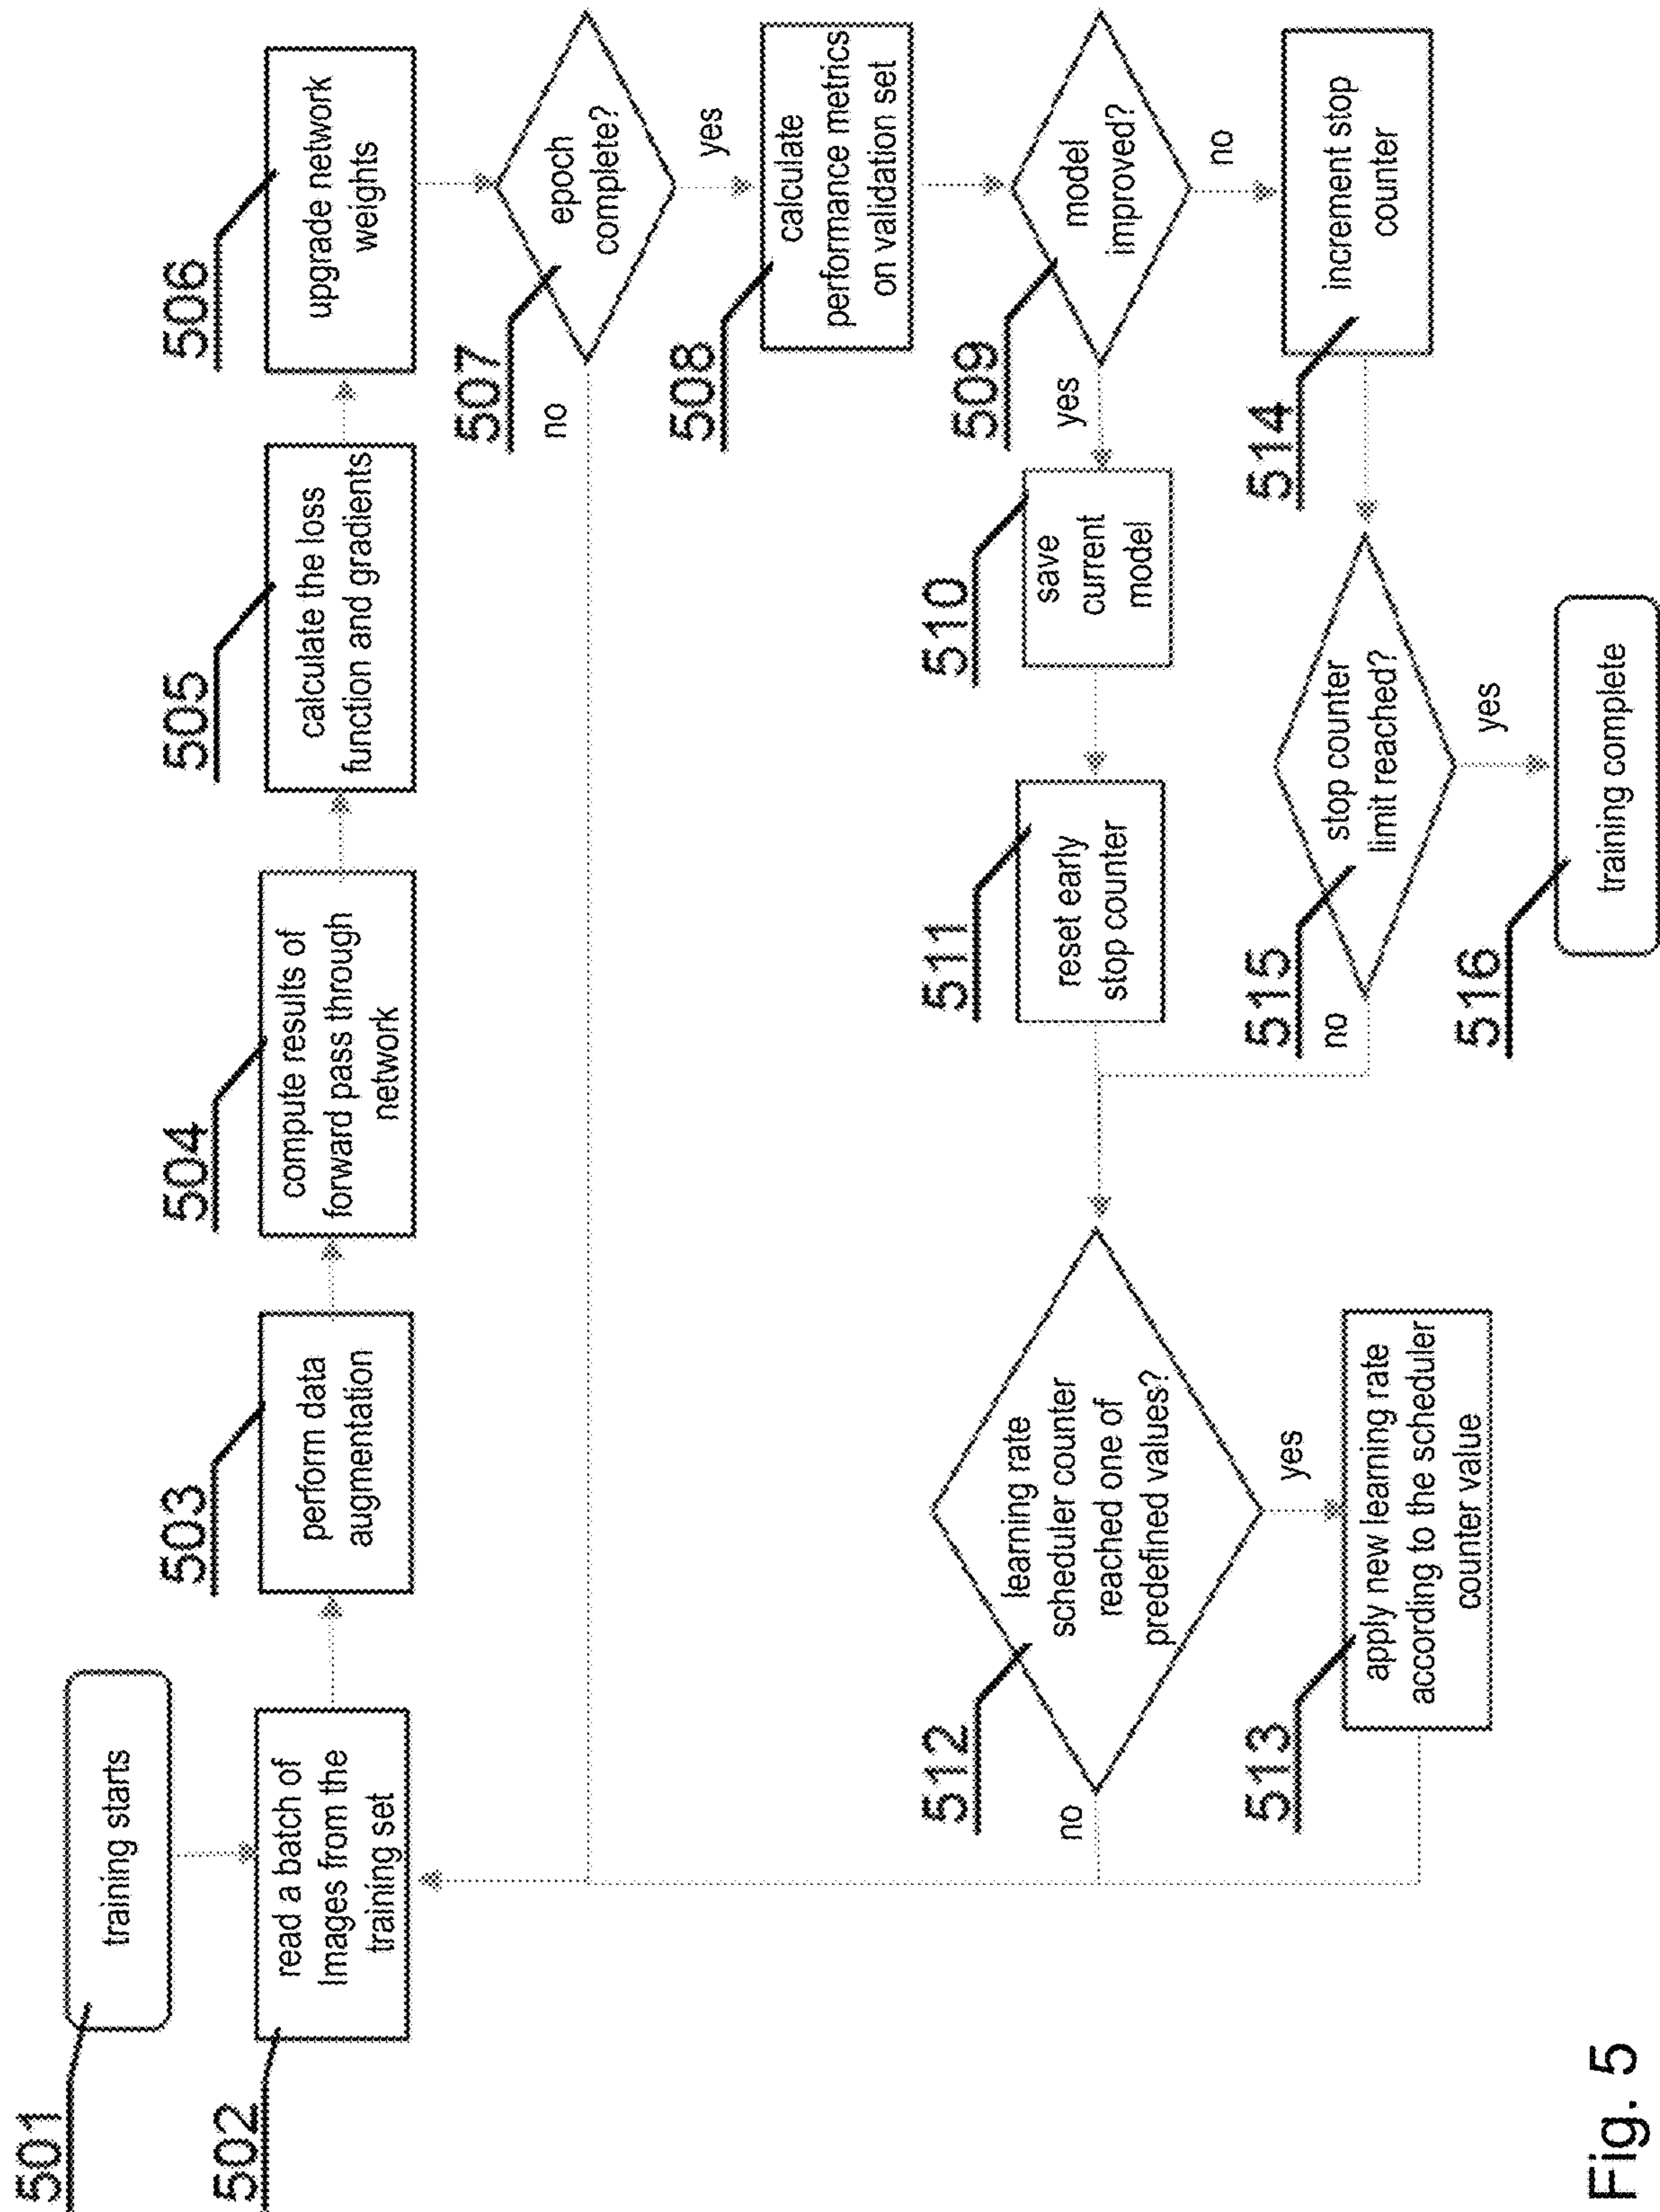 501
training starts
502
read a batch of
Images from the
training set
503
perform data
augmentation
504
compute results of
forward pass through
network
505
calculate the loss
function and gradients
506
upgrade network
weights
507
epoch
complete?
no
yes
508
calculate
performance metrics
on validation set
509
model
improved?
yes
no
510
save
current
model
511
reset early
stop counter
512
learning rate
scheduler counter
reached one of
predefined values?
no
yes
513
apply new learning rate
according to the scheduler
counter value
514
increment stop
counter
515
stop counter
limit reached?
no
yes
516
training complete
Fig. 5